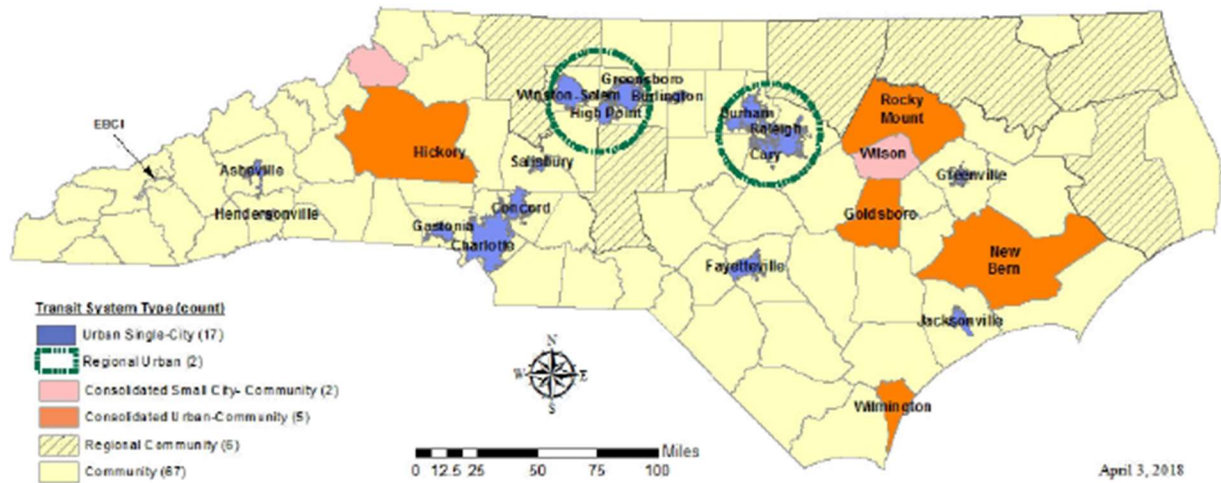 Greensboro
Winston-Salem
Burlington
High Point
Durham
Raleigh
Cary
Rocky
Mount
Wilson
EBCI
Hickory
Salisbury
Asheville
Greenville
Hendersonville
Concord
Gastonia
Charlotte
Goldsboro
New
Bern
Fayetteville
Jacksonville
Wilmington
Transit System Type (count)
Urban Single-City (17)
Regional Urban (2)
Consolidated Small City- Community (2)
Consolidated Urban-Community (5)
Regional Community (6)
Community (67)
N
W E
S
Miles
0 12.5 25 50 75 100
April 3, 2018